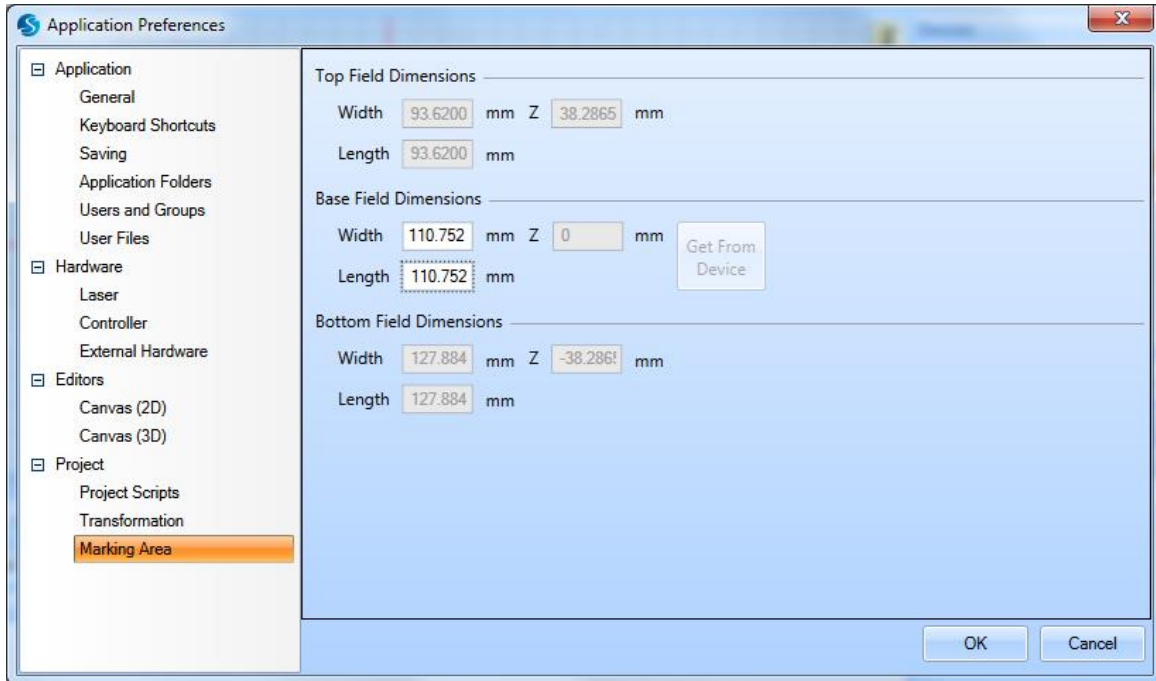 Application Preferences
Application
General
Keyboard Shortcuts
Saving
Application Folders
Users and Groups
User Files
Hardware
Laser
Controller
External Hardware
Editors
Canvas (2D)
Canvas (3D)
Project
Project Scripts
Transformation
Marking Area
Top Field Dimensions
Width 93.6200 mm Z 38.2865 mm
Length 93.6200 mm
Base Field Dimensions
Width 110.752 mm Z 0 mm
Get From
Device
Length 110.752 mm
Bottom Field Dimensions
Width 127.884 mm Z -38.286 mm
Length 127.884 mm
OK Cancel